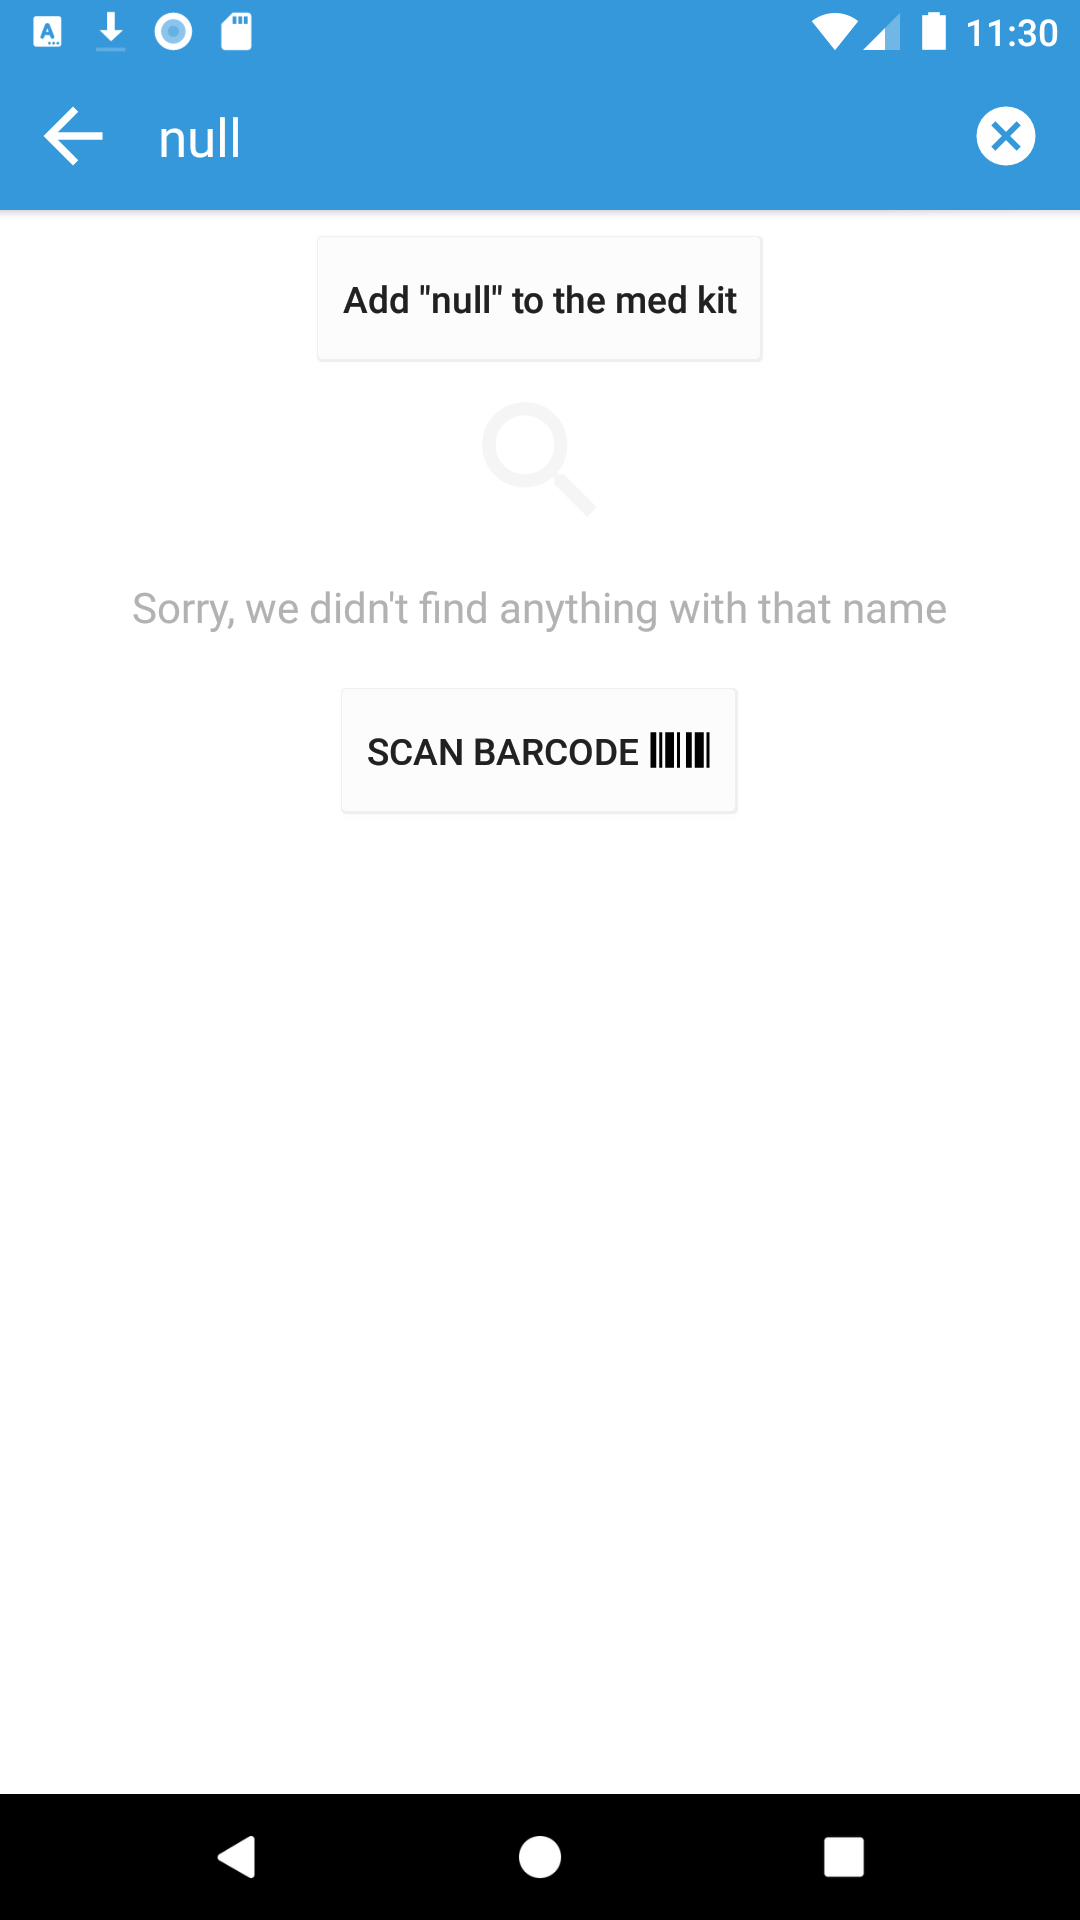 11:30
null
Add "null" to the med kit
Sorry, we didn't find anything with that name
SCAN BARCODE